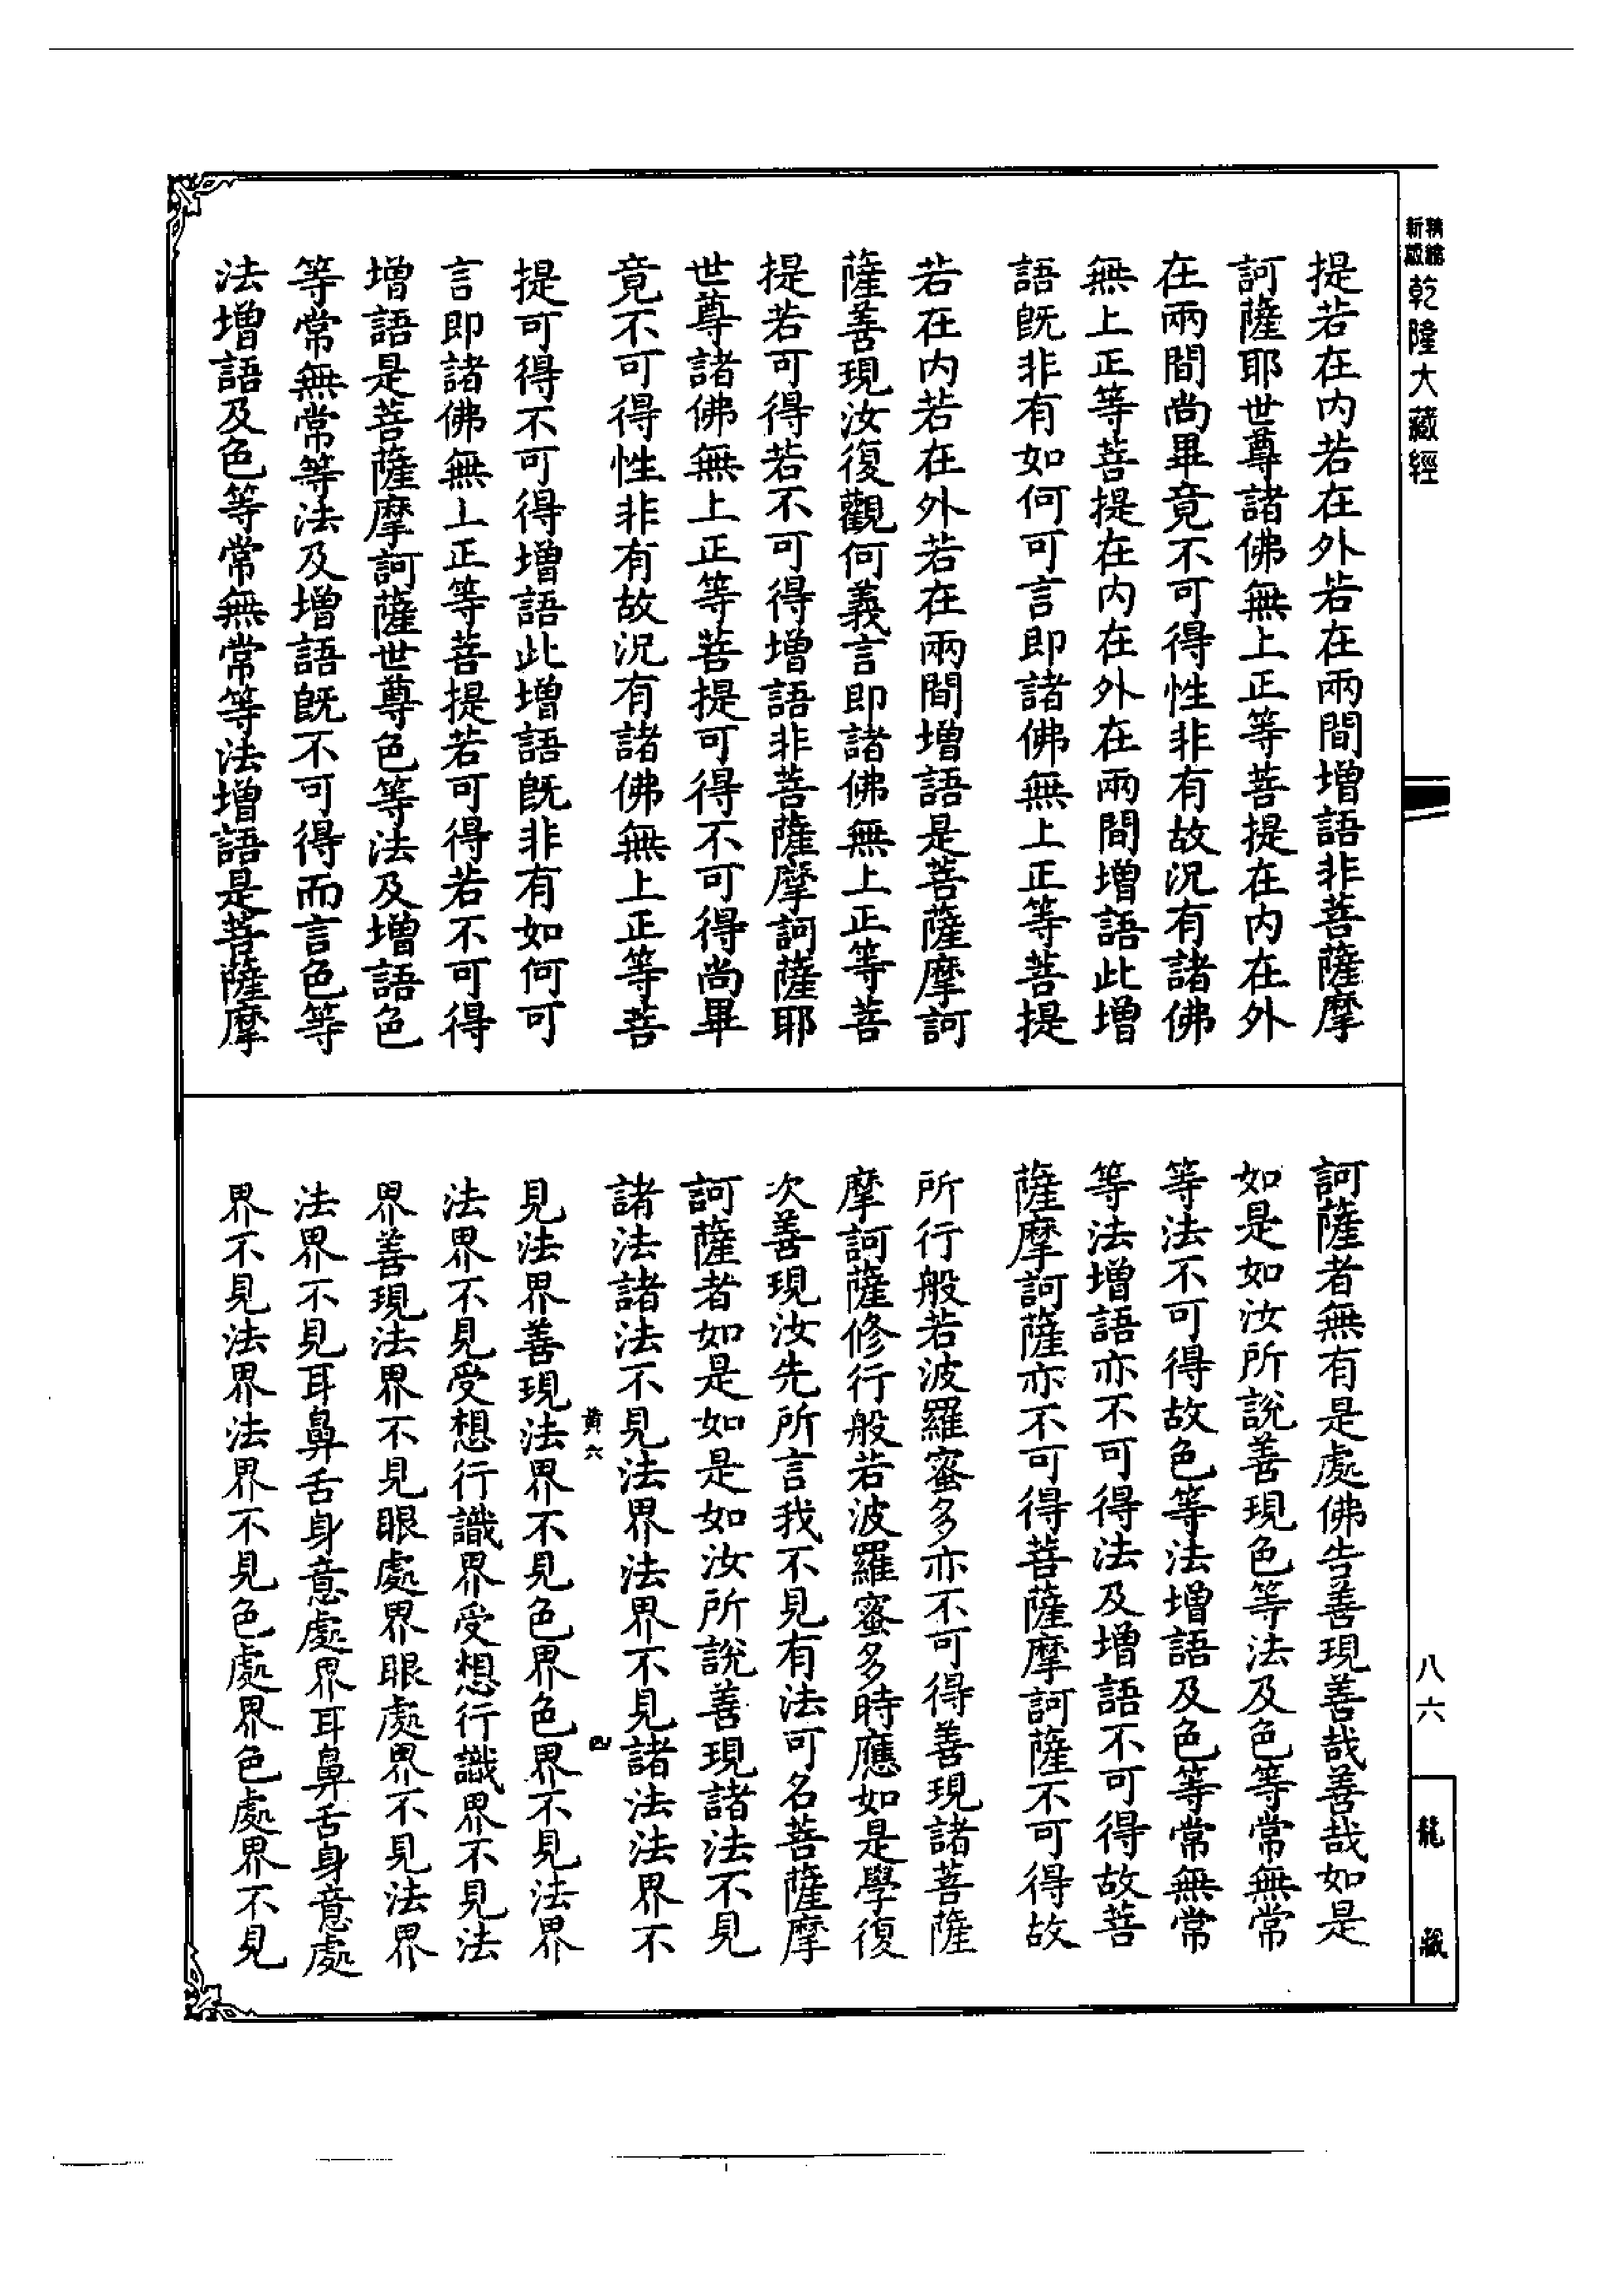 新版精縮
乾隆大藏經
提若在内若在外若在兩間增語非菩薩摩
訶薩耶世尊諸佛無上正等菩提在内在外
在兩間尚畢竟不可得性非有故況有諸佛
無上正等菩提在内在外在兩間增語此增
語旣非有如何可言即諸佛無上正等菩提
若在内若在外若在兩間增語是菩薩摩訶
薩善現汝復觀何義言即諸佛無上正等菩
提若可得若不可得增語非菩薩摩訶薩耶
世尊諸佛無上正等菩提可得不可得尚畢
竟不可得性非有故況有諸佛無上正等菩
提可得不可得增語此增語旣非有如何可
言即諸佛無上正等菩提若可得若不可得
增語是菩薩摩訶薩世尊色等法及增語色
等常無常等法及增語旣不可得而言色等
法增語及色等常無常等法增語是菩薩摩
訶薩者無有是處佛告善現善哉善哉如是
如是如汝所說善現色等法及色等常無常
等法不可得故色等法增語及色等常無常
等法增語亦不可得法及增語不可得故菩
薩摩訶薩亦不可得菩薩摩訶薩不可得故
所行般若波羅蜜多亦不可得善現諸菩薩
摩訶薩修行般若波羅蜜多時應如是學復
次善現汝先所言我不見有法可名菩薩摩
訶薩者如是如是如汝所說善現諸法不見
諸法諸法不見法界法界不見諸法法界不
黃六
四
見法界善現法界不見色界色界不見法界
法界不見受想行識界受想行識界不見法
界善現法界不見眼處界眼處界不見法界
法界不見耳鼻舌身意處界耳鼻舌身意處
界不見法界法界不見色處界色處界不見
八六
龍藏